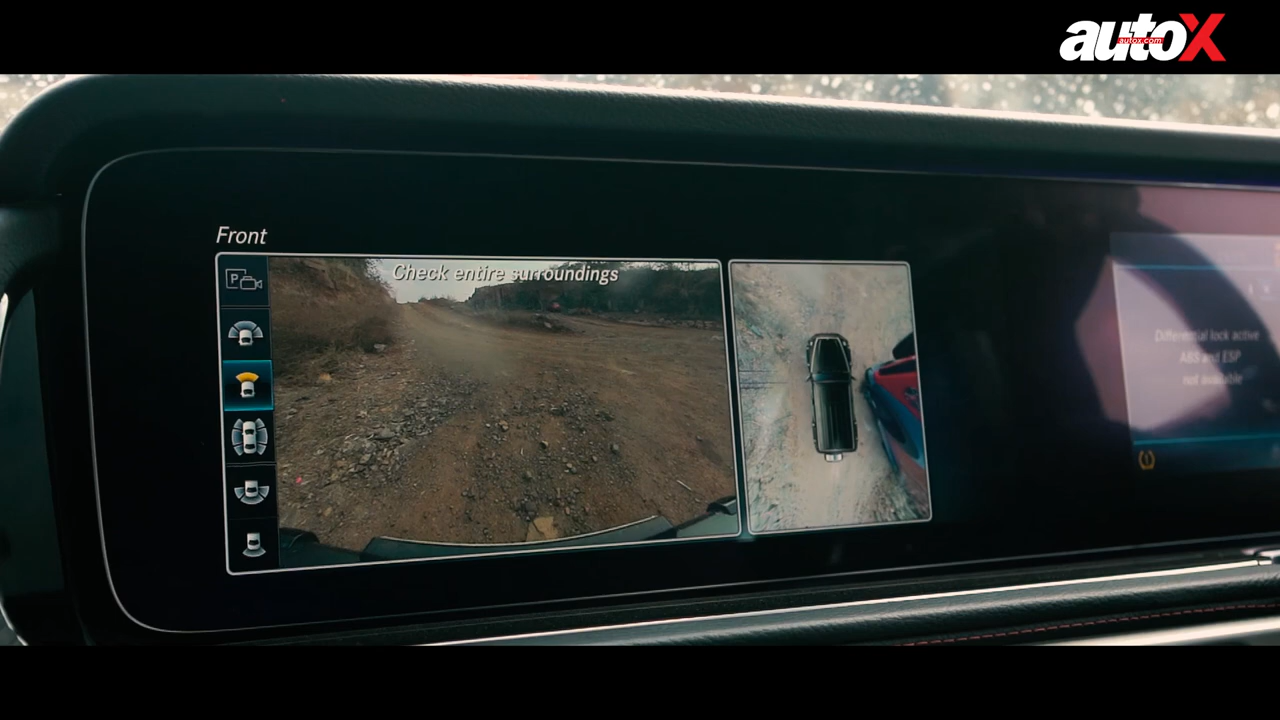 autoX
autox.com
Front
Check entire surroundings
P
Differential lock active
ABS and ESP
not available